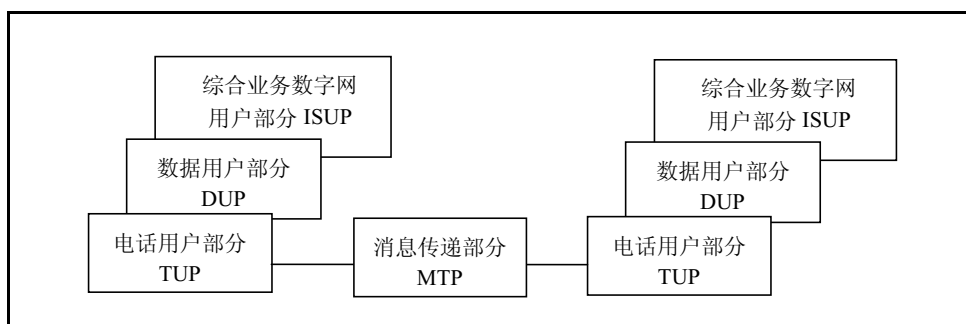 综合业务数字网
用户部分 ISUP
数据用户部分
DUP
电话用户部分
TUP
消息传递部分
MTP
综合业务数字网
用户部分 ISUP
数据用户部分
DUP
电话用户部分
TUP